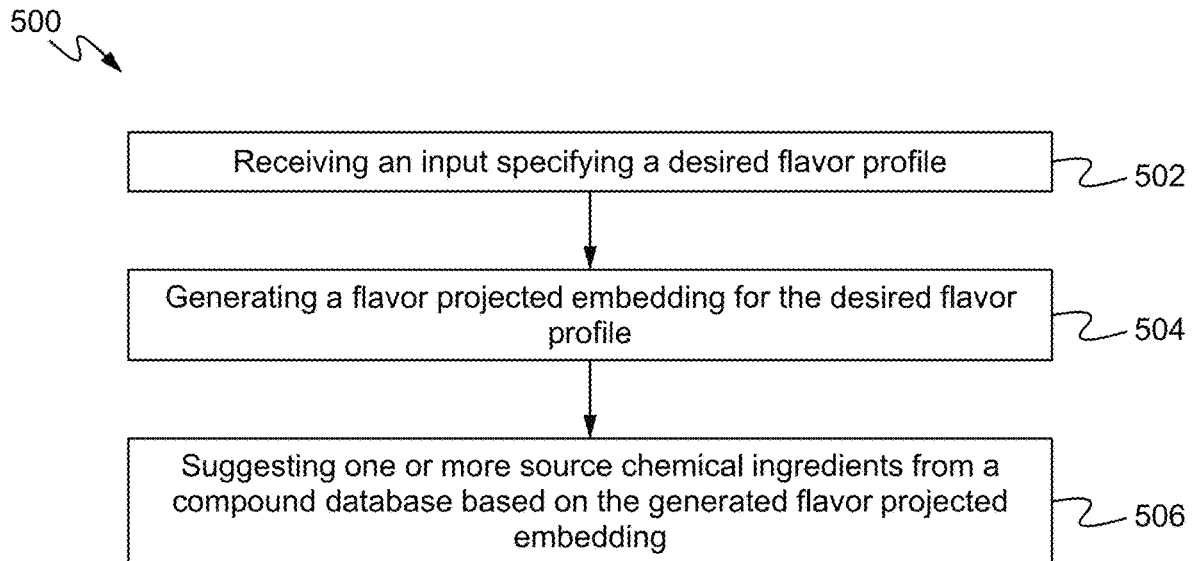 500
Receiving an input specifying a desired flavor profile
502
Generating a flavor projected embedding for the desired flavor
profile
504
Suggesting one or more source chemical ingredients from a
compound database based on the generated flavor projected
embedding
506